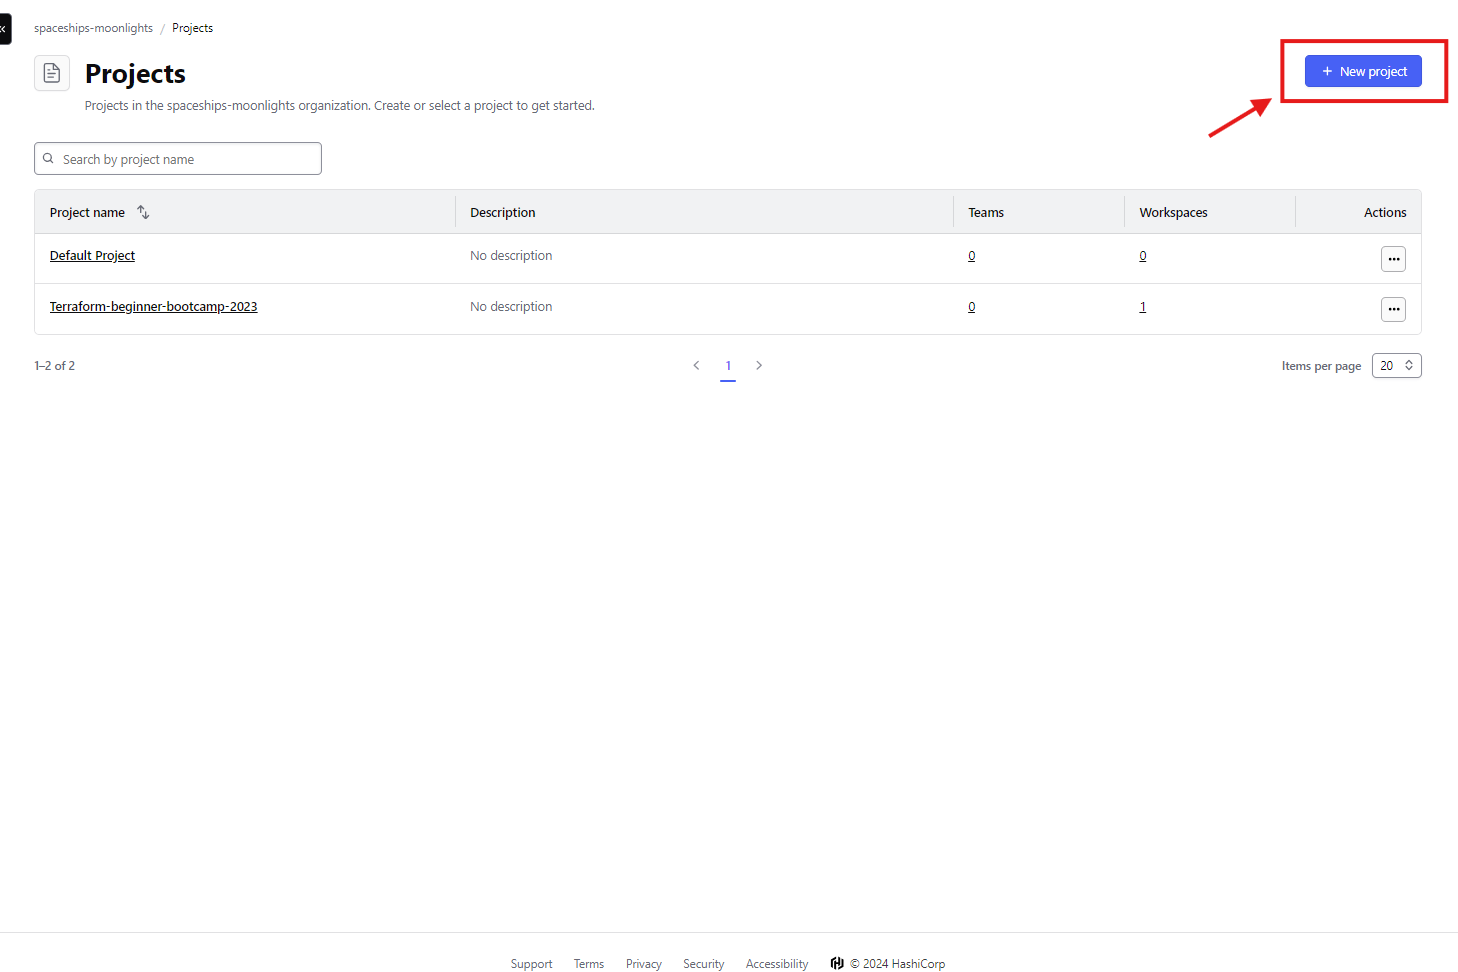 spaceships-moonlights / Projects
Projects
+ New project
Projects in the spaceships-moonlights organization. Create or select a project to get started.
Search by project name
Project name Description Teams Workspaces Actions
Default Project No description 0 0
Terraform-beginner-bootcamp-2023 No description 0 1
1–2 of 2 1 Items per page 20
Support Terms Privacy Security Accessibility © 2024 HashiCorp